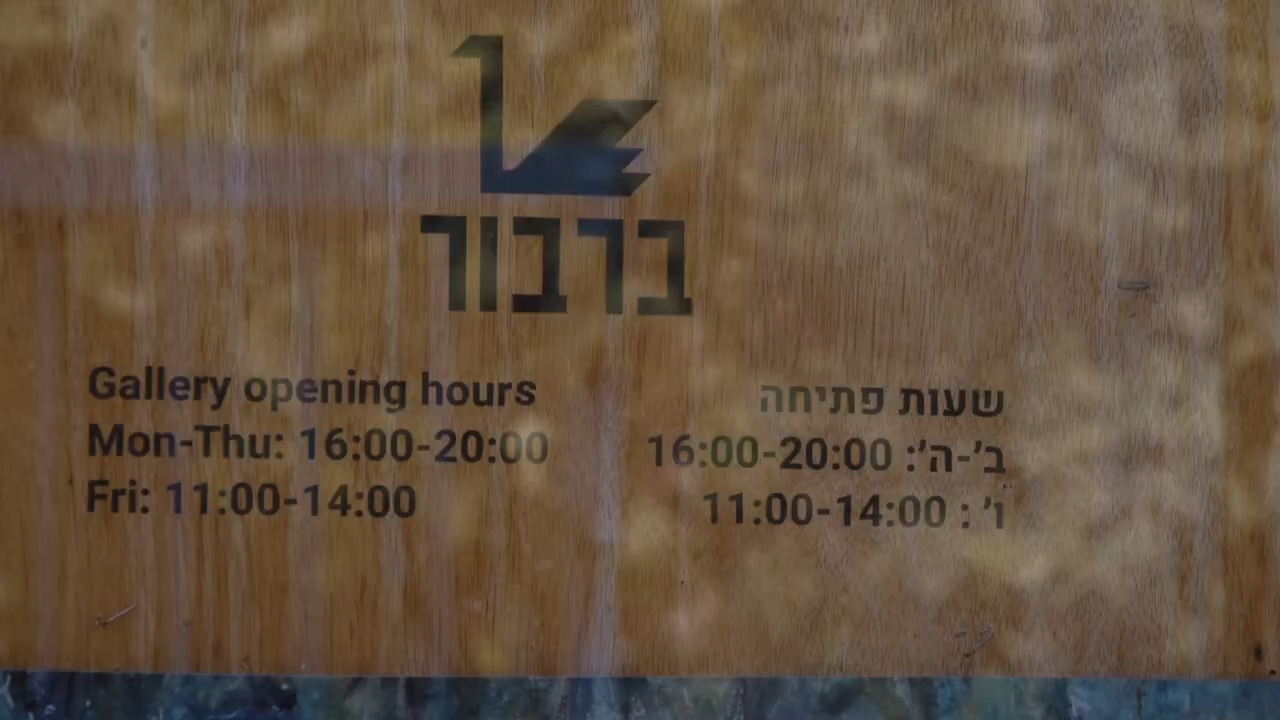 ברבור
Gallery opening hours
Mon-Thu: 16:00-20:00
Fri: 11:00-14:00
שעות פתיחה
ב'-ה': 16:00-20:00
ו' : 11:00-14:00